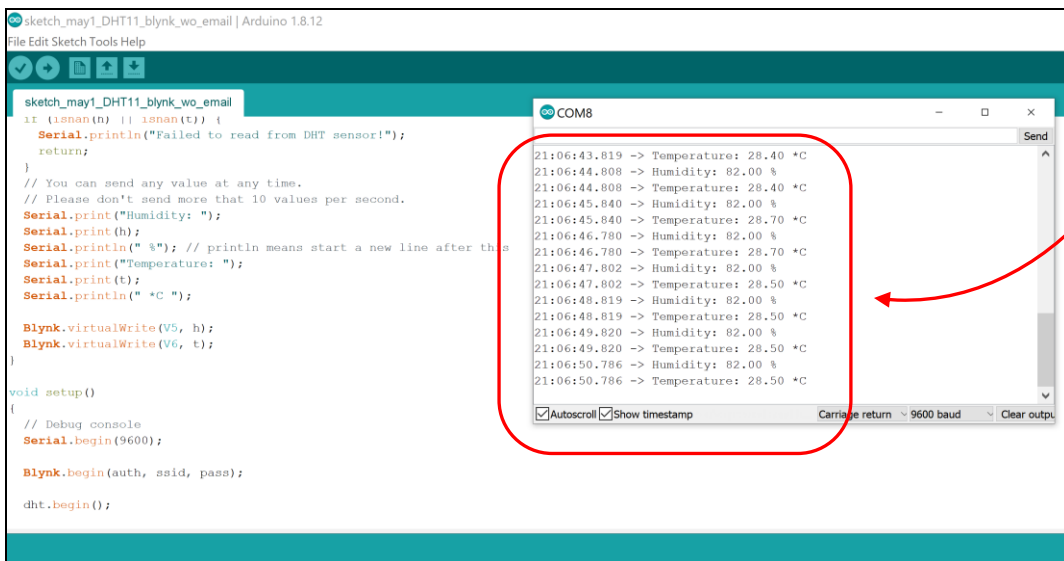 sketch_may1_DHT11_blynk_wo_email | Arduino 1.8.12
File Edit Sketch Tools Help
sketch_may1_DHT11_blynk_wo_email
if (isnan(h) || isnan(t)) {
Serial.println("Failed to read from DHT sensor!");
return;
}
// You can send any value at any time.
// Please don't send more that 10 values per second.
Serial.print("Humidity: ");
Serial.print(h);
Serial.println(" %"); // println means start a new line after this
Serial.print("Temperature: ");
Serial.print(t);
Serial.println(" *C ");
Blynk.virtualWrite(V5, h);
Blynk.virtualWrite(V6, t);
}
void setup()
{
// Debug console
Serial.begin(9600);
Blynk.begin(auth, ssid, pass);
dht.begin();
COM8
Send
21:06:43.819 -> Temperature: 28.40 *C
21:06:44.808 -> Humidity: 82.00 %
21:06:44.808 -> Temperature: 28.40 *C
21:06:45.840 -> Humidity: 82.00 %
21:06:45.840 -> Temperature: 28.70 *C
21:06:46.780 -> Humidity: 82.00 %
21:06:46.780 -> Temperature: 28.70 *C
21:06:47.802 -> Humidity: 82.00 %
21:06:47.802 -> Temperature: 28.50 *C
21:06:48.819 -> Humidity: 82.00 %
21:06:48.819 -> Temperature: 28.50 *C
21:06:49.820 -> Humidity: 82.00 %
21:06:49.820 -> Temperature: 28.50 *C
21:06:50.786 -> Humidity: 82.00 %
21:06:50.786 -> Temperature: 28.50 *C
Autoscroll Show timestamp Carriage return 9600 baud Clear outpu